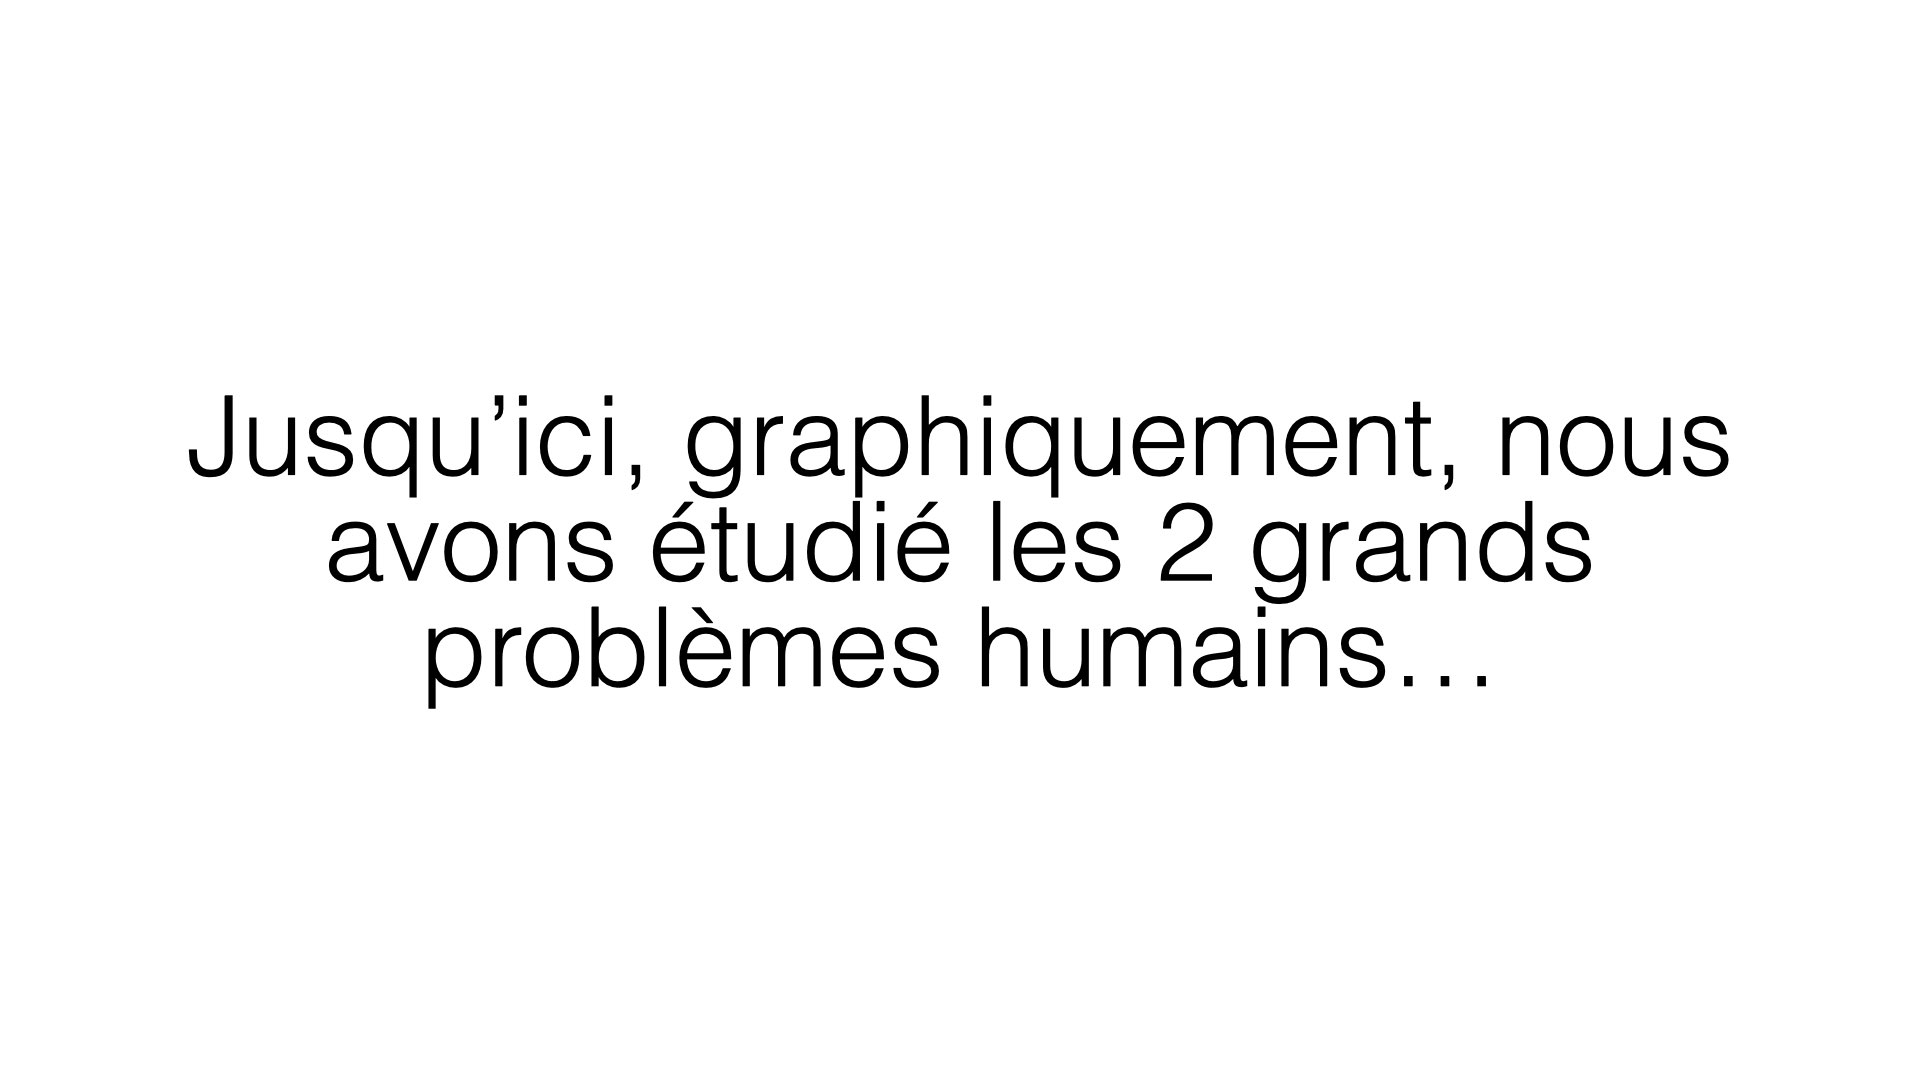 Jusqu’ici, graphiquement, nous
avons étudié les 2 grands
problèmes humains…